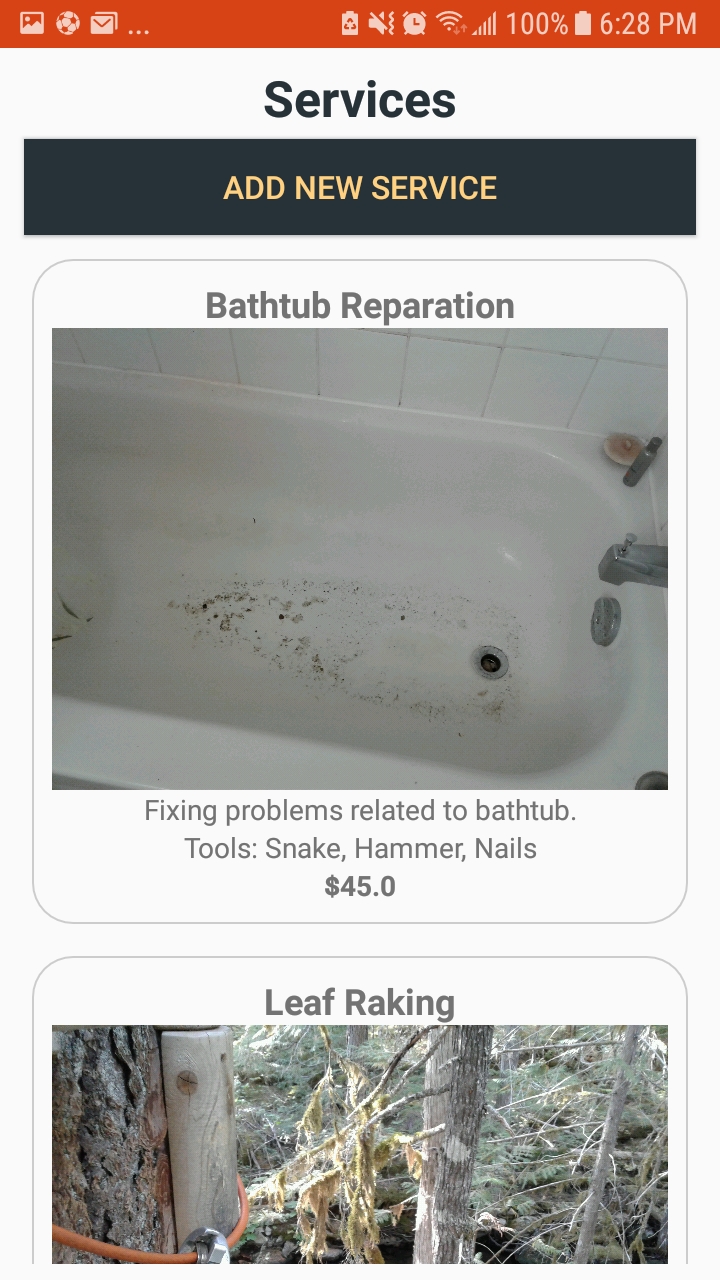 ... 100% 6:28 PM
Services
ADD NEW SERVICE
Bathtub Reparation
Fixing problems related to bathtub.
Tools: Snake, Hammer, Nails
$45.0
Leaf Raking